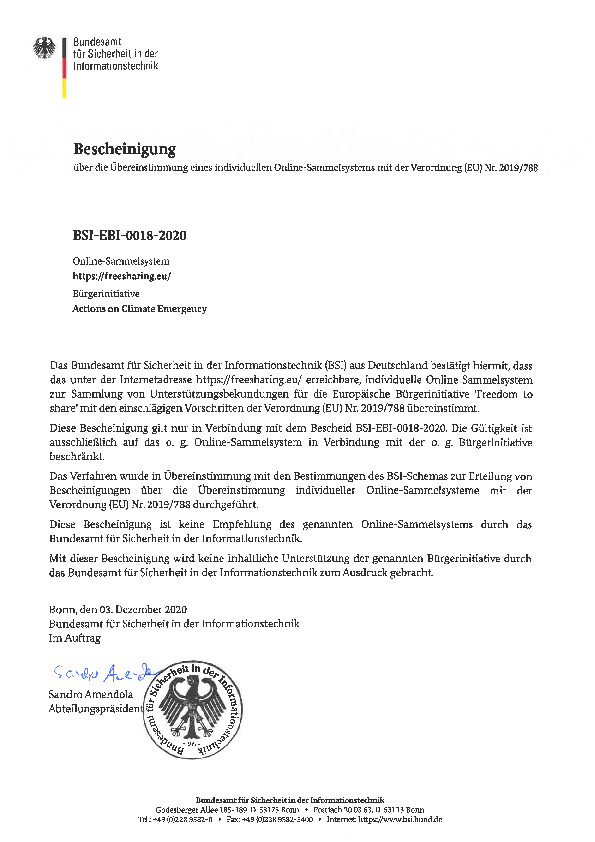 Bundesamt
für Sicherheit in der
Informationstechnik
Bescheinigung
über die Übereinstimmung eines individuellen Online-Sammelsystems mit der Verordnung (EU) Nr. 2019/788
BSI-EBI-0018-2020
Online-Sammelsystem
https://freesharing.eu/
Bürgerinitiative
Actions on Climate Emergency
Das Bundesamt für Sicherheit in der Informationstechnik (BSI) aus Deutschland bestätigt hiermit, dass
das unter der Internetadresse https://freesharing.eu/ erreichbare, individuelle Online Sammelsystem
zur Sammlung von Unterstützungsbekundungen für die Europäische Bürgerinitiative 'Freedom to
share' mit den einschlägigen Vorschriften der Verordnung (EU) Nr. 2019/788 übereinstimmt.
Diese Bescheinigung gilt nur in Verbindung mit dem Bescheid BSI-EBI-0018-2020. Die Gültigkeit ist
ausschließlich auf das o. g. Online-Sammelsystem in Verbindung mit der o. g. Bürgerinitiative
beschränkt.
Das Verfahren wurde in Übereinstimmung mit den Bestimmungen des BSI-Schemas zur Erteilung von
Bescheinigungen über die Übereinstimmung individueller Online-Sammelsysteme mit der
Verordnung (EU) Nr. 2019/788 durchgeführt.
Diese Bescheinigung ist keine Empfehlung des genannten Online-Sammelsystems durch das
Bundesamt für Sicherheit in der Informationstechnik.
Mit dieser Bescheinigung wird keine inhaltliche Unterstützung der genannten Bürgerinitiative durch
das Bundesamt für Sicherheit in der Informationstechnik zum Ausdruck gebracht.
Bonn, den 03. Dezember 2020
Bundesamt für Sicherheit in der Informationstechnik
Im Auftrag
Sandro Amendola
Abteilungspräsident
Bundesamt für Sicherheit in der Informationstechnik
Bundesamt für Sicherheit in der Informationstechnik
Godesberger Allee 185-189 D-53175 Bonn • Postfach 20 03 63, D-53133 Bonn
Tel.: +49 (0)228 9582-0 • Fax: +49 (0)228 9582-5400 • Internet: https://www.bsi.bund.de